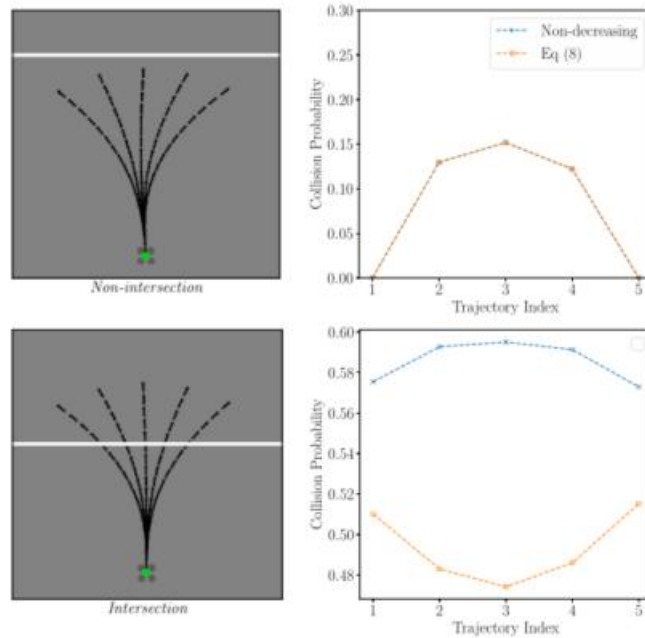 0.30
0.25
0.20
0.15
0.10
0.05
0.00
Collision Probability
Non-decreasing
Eq (8)
1 2 3 4 5
Trajectory Index
Non-intersection
0.60
0.58
0.56
0.54
0.52
0.50
0.48
Collision Probability
1 2 3 4 5
Trajectory Index
Intersection